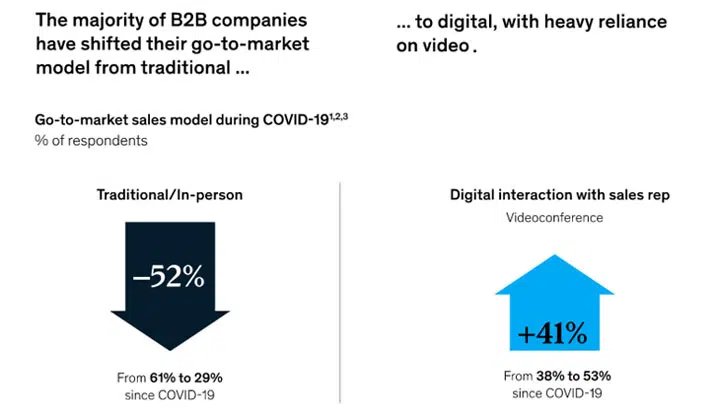 The majority of B2B companies
have shifted their go-to-market
model from traditional ...
... to digital, with heavy reliance
on video .
Go-to-market sales model during COVID-19¹,²,³
% of respondents
Traditional/In-person
–52%
From 61% to 29%
since COVID-19
Digital interaction with sales rep
Videoconference
+41%
From 38% to 53%
since COVID-19